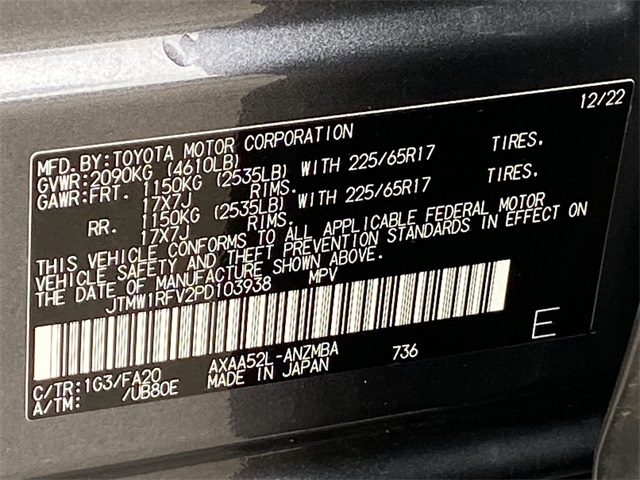 12/22
MFD.BY:TOYOTA MOTOR CORPORATION
GVWR:2090KG (4610LB)
GAWR:FRT. 1150KG (2535LB) WITH 225/65R17 TIRES.
17X7J RIMS.
RR. 1150KG (2535LB) WITH 225/65R17 TIRES.
17X7J RIMS.
THIS VEHICLE CONFORMS TO ALL APPLICABLE FEDERAL MOTOR
VEHICLE SAFETY AND THEFT PREVENTION STANDARDS IN EFFECT ON
THE DATE OF MANUFACTURE SHOWN ABOVE.
JTMW1RFV2PD103938 MPV
E
C/TR:1G3/FA20 AXAA52L-ANZMBA 736
A/TM: /UB80E MADE IN JAPAN